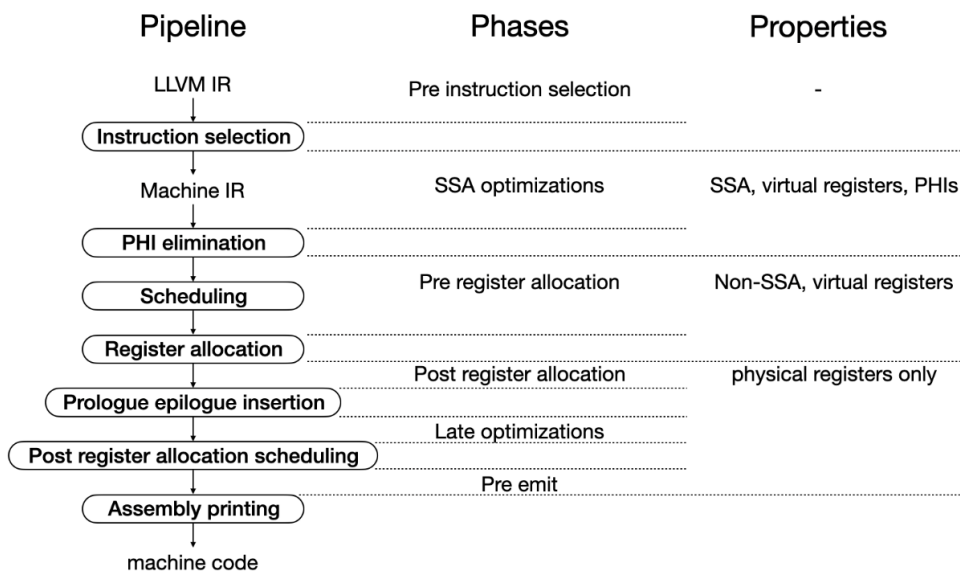 Pipeline Phases Properties
LLVM IR
Pre instruction selection -
Instruction selection
Machine IR SSA optimizations SSA, virtual registers, PHIs
PHI elimination
Scheduling Pre register allocation Non-SSA, virtual registers
Register allocation
Post register allocation physical registers only
Prologue epilogue insertion
Late optimizations
Post register allocation scheduling
Pre emit
Assembly printing
machine code